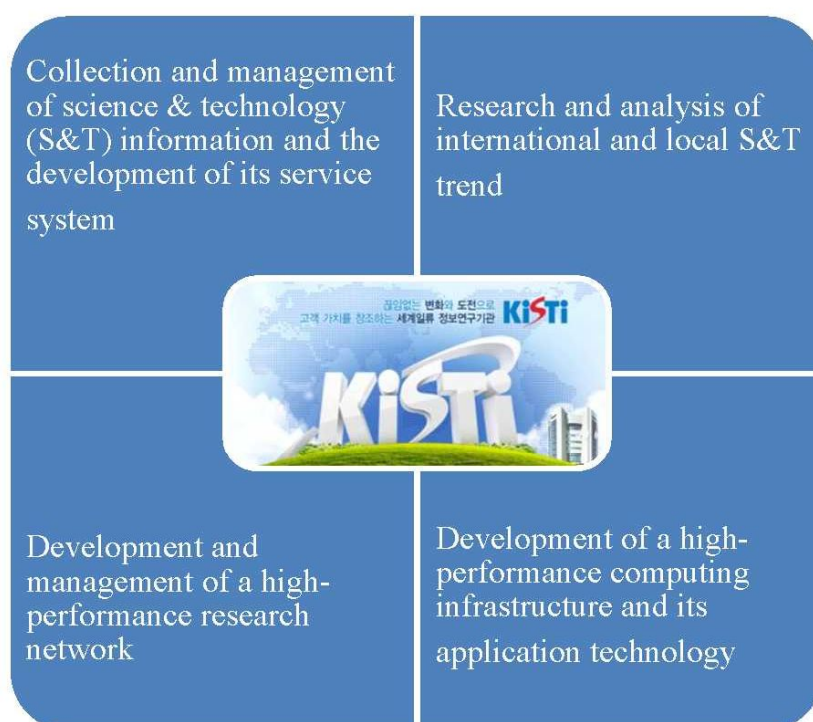 Collection and management
of science & technology
(S&T) information and the
development of its service
system
Research and analysis of
international and local S&T
trend
끊임없는 변화와 도전으로
고객 가치를 창조하는 세계일류 정보연구기관 KiSTi
KiSTi
Development and
management of a high-
performance research
network
Development of a high-
performance computing
infrastructure and its
application technology